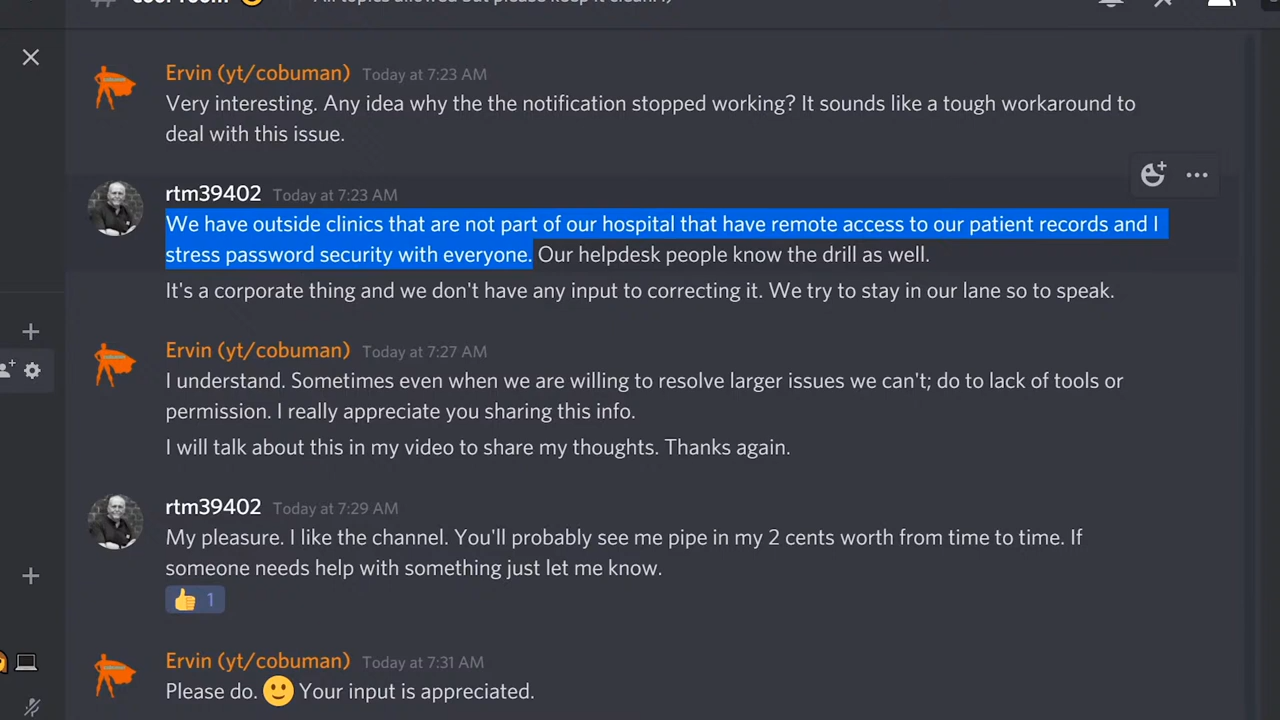 Ervin (yt/cobuman) Today at 7:23 AM
Very interesting. Any idea why the the notification stopped working? It sounds like a tough workaround to
deal with this issue.
rtm39402 Today at 7:23 AM
We have outside clinics that are not part of our hospital that have remote access to our patient records and I
stress password security with everyone. Our helpdesk people know the drill as well.
It's a corporate thing and we don't have any input to correcting it. We try to stay in our lane so to speak.
Ervin (yt/cobuman) Today at 7:27 AM
I understand. Sometimes even when we are willing to resolve larger issues we can't; do to lack of tools or
permission. I really appreciate you sharing this info.
I will talk about this in my video to share my thoughts. Thanks again.
rtm39402 Today at 7:29 AM
My pleasure. I like the channel. You'll probably see me pipe in my 2 cents worth from time to time. If
someone needs help with something just let me know.
👍 1
Ervin (yt/cobuman) Today at 7:31 AM
Please do. 🙂 Your input is appreciated.